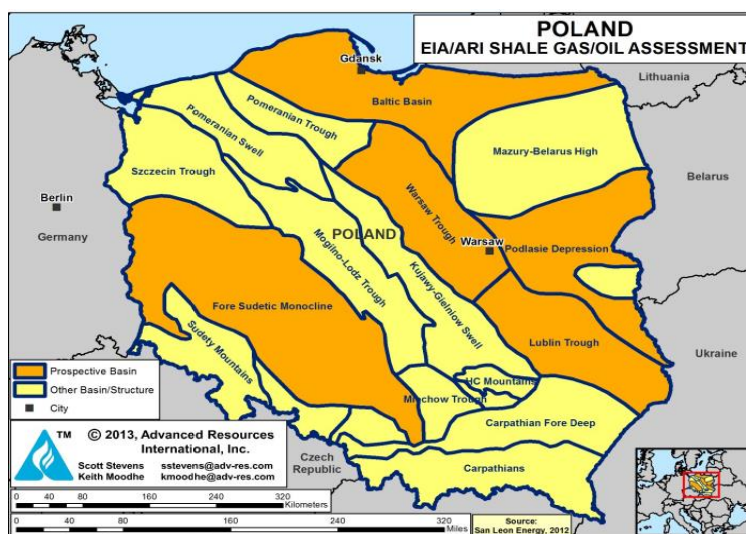 POLAND
EIA/ARI SHALE GAS/OIL ASSESSMENT
Gdansk
Lithuania
Baltic Basin
Pomeranian Trough
Pomeranian Swell
Mazury-Belarus High
Szczecin Trough
Belarus
Berlin
Warsaw Trough
Germany
POLAND
Warsaw
Podlasie Depression
Mogilno-Lodz Trough
Kujawy-Gielniow Swell
Fore Sudetic Monocline
Lublin Trough
Sudety Mountains
Ukraine
Prospective Basin
Other Basin/Structure
City
HC Mountains
Miechow Trough
Carpathian Fore Deep
TM
© 2013, Advanced Resources
International, Inc.
Scott Stevens sstevens@adv-res.com
Keith Moodhe kmoodhe@adv-res.com
Czech
Republic
Carpathians
0 40 80 160 240 320
Kilometers
0 40 80 160 240 320
Miles
Source:
San Leon Energy, 2012